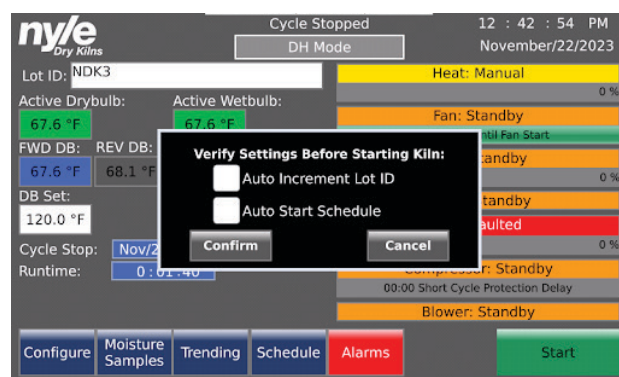 nyle
Dry Kilns
Cycle Stopped
DH Mode
12 : 42 : 54 PM
November/22/2023
Lot ID: NDK3
Heat: Manual
0 %
Active Drybulb: Active Wetbulb:
67.6 °F 67.6 °F
Fan: Standby
Fan Start
FWD DB: REV DB:
67.6 °F 68.1 °F
0 %
DB Set:
120.0 °F
Verify Settings Before Starting Kiln:
Auto Increment Lot ID
Auto Start Schedule
Confirm Cancel
0 %
Cycle Stop:
Runtime:
Standby
00:00 Short Cycle Protection Delay
Blower: Standby
Configure
Moisture
Samples
Trending
Schedule
Alarms
Start